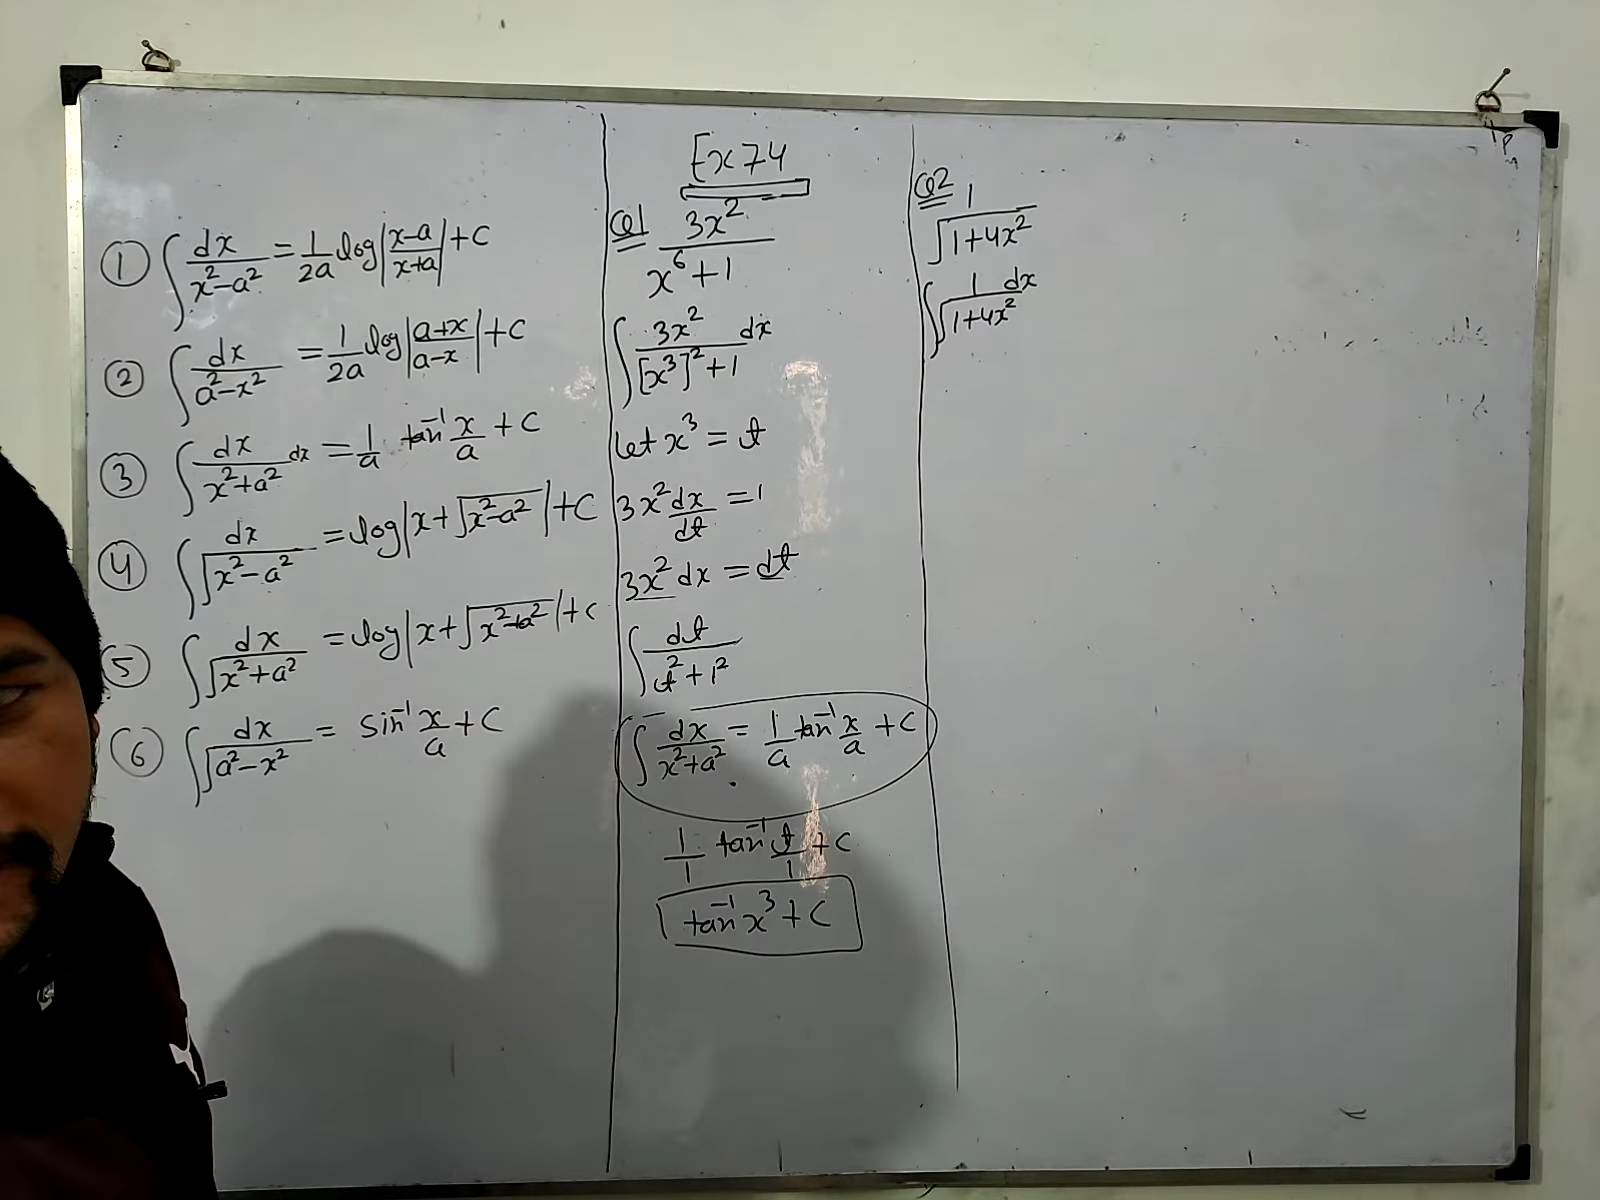 ① ∫ dx/(x²-a²) = 1/2a log|x-a/x+a| + C
② ∫ dx/(a²-x²) = 1/2a log|a+x/a-x| + C
③ ∫ dx/(x²+a²) dx = 1/a tan⁻¹ x/a + C
④ ∫ dx/√(x²-a²) = log|x+√(x²-a²)| + C
⑤ ∫ dx/√(x²+a²) = log|x+√(x²+a²)| + C
⑥ ∫ dx/√(a²-x²) = sin⁻¹ x/a + C
Ex 74
Q1 3x²/(x⁶+1)
∫ 3x²/([x³]²+1) dx
let x³ = t
3x² dx/dt = 1
3x² dx = dt
∫ dt/(t²+1²)
∫ dx/(x²+a²) = 1/a tan⁻¹ x/a + C
1/1 tan⁻¹ t/1 + C
tan⁻¹ x³ + C
Q2 1/√(1+4x²)
∫ 1/√(1+4x²) dx